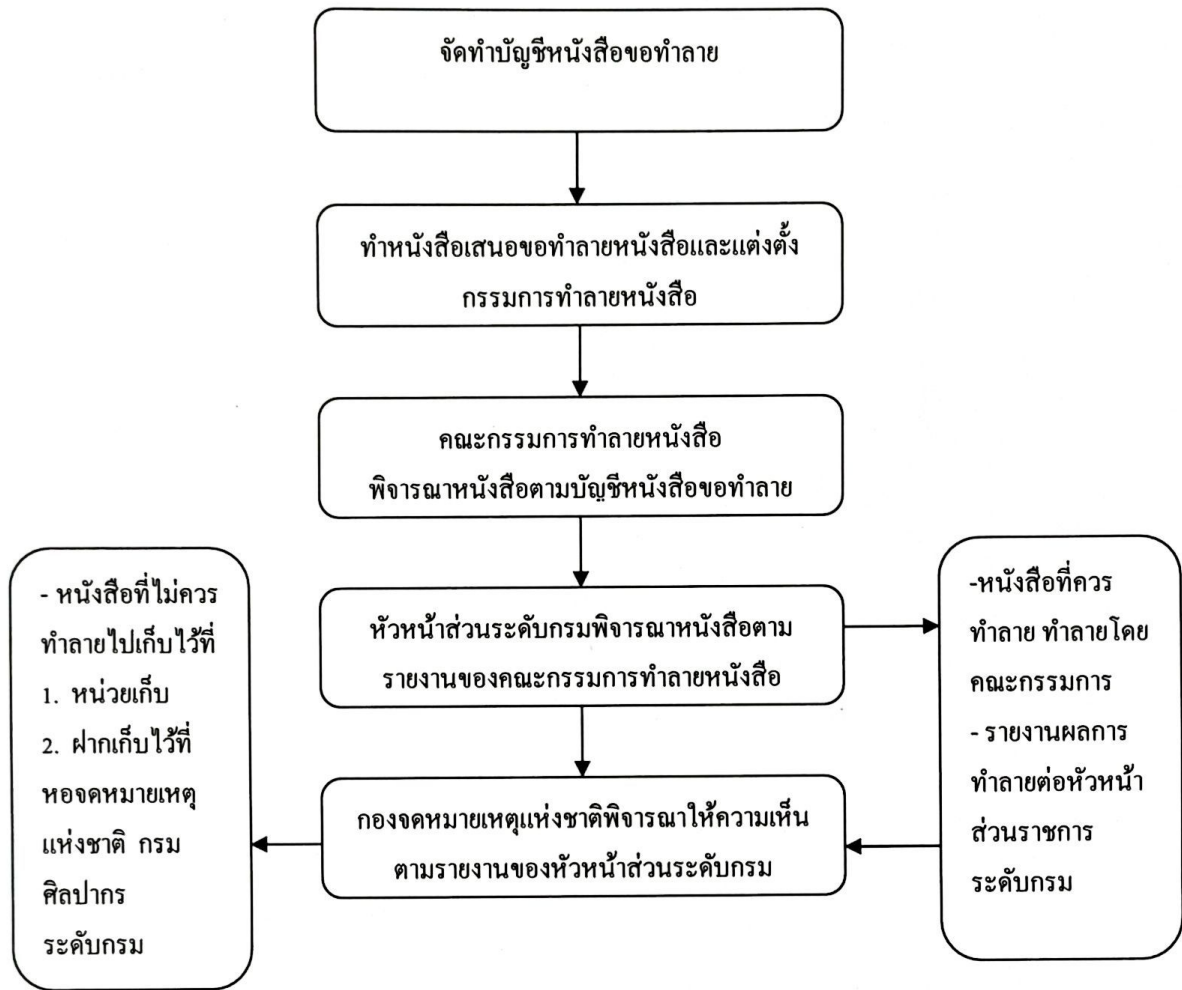 จัดทำบัญชีหนังสือขอทำลาย
ทำหนังสือเสนอขอทำลายหนังสือและแต่งตั้ง
กรรมการทำลายหนังสือ
คณะกรรมการทำลายหนังสือ
พิจารณาหนังสือตามบัญชีหนังสือขอทำลาย
หัวหน้าส่วนระดับกรมพิจารณาหนังสือตาม
รายงานของคณะกรรมการทำลายหนังสือ
กองจดหมายเหตุแห่งชาติพิจารณาให้ความเห็น
ตามรายงานของหัวหน้าส่วนระดับกรม
- หนังสือที่ไม่ควร
ทำลายไปเก็บไว้ที่
1. หน่วยเก็บ
2. ฝากเก็บไว้ที่
หอจดหมายเหตุ
แห่งชาติ กรม
ศิลปากร
ระดับกรม
-หนังสือที่ควร
ทำลาย ทำลายโดย
คณะกรรมการ
- รายงานผลการ
ทำลายต่อหัวหน้า
ส่วนราชการ
ระดับกรม